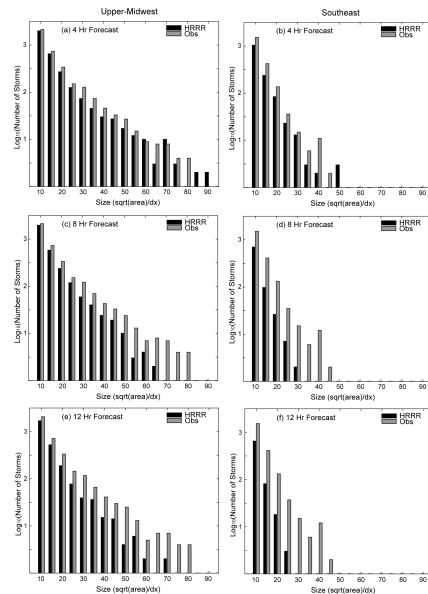 Upper-Midwest
Southeast
(a) 4 Hr Forecast
HRRR
Obs
Log10(Number of Storms)
3
2
1
10 20 30 40 50 60 70 80 90
Size (sqrt(area)/dx)
(b) 4 Hr Forecast
HRRR
Obs
Log10(Number of Storms)
3
2
1
10 20 30 40 50 60 70 80 90
Size (sqrt(area)/dx)
(c) 8 Hr Forecast
HRRR
Obs
Log10(Number of Storms)
3
2
1
10 20 30 40 50 60 70 80 90
Size (sqrt(area)/dx)
(d) 8 Hr Forecast
HRRR
Obs
Log10(Number of Storms)
3
2
1
10 20 30 40 50 60 70 80 90
Size (sqrt(area)/dx)
(e) 12 Hr Forecast
HRRR
Obs
Log10(Number of Storms)
3
2
1
10 20 30 40 50 60 70 80 90
Size (sqrt(area)/dx)
(f) 12 Hr Forecast
HRRR
Obs
Log10(Number of Storms)
3
2
1
10 20 30 40 50 60 70 80 90
Size (sqrt(area)/dx)